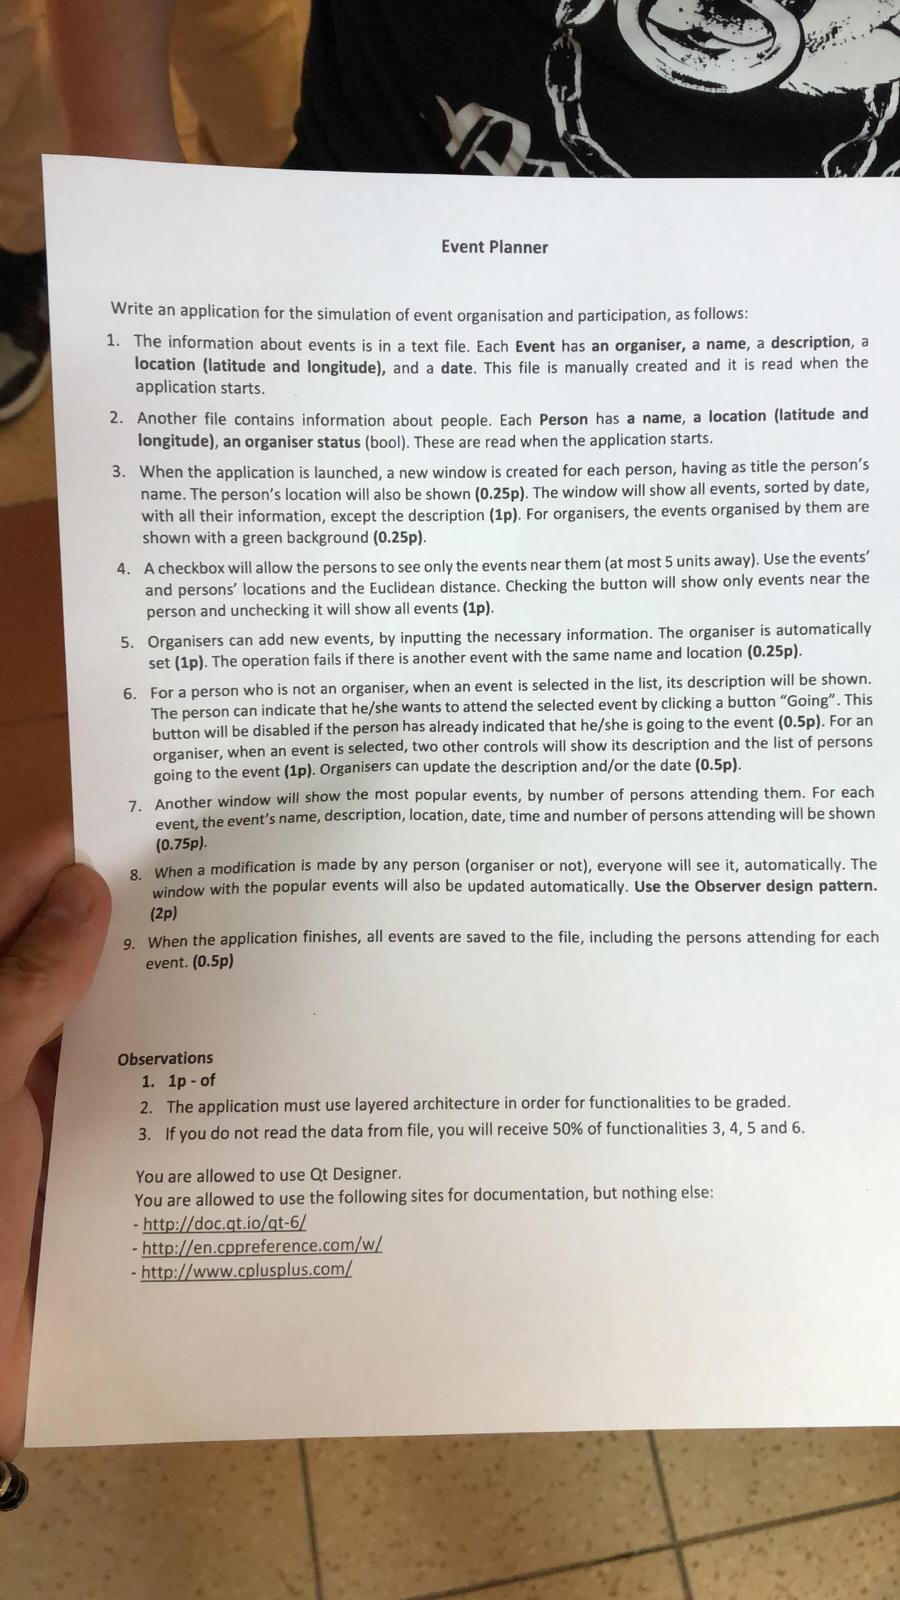 Event Planner
Write an application for the simulation of event organisation and participation, as follows:
1. The information about events is in a text file. Each Event has an organiser, a name, a description, a
location (latitude and longitude), and a date. This file is manually created and it is read when the
application starts.
2. Another file contains information about people. Each Person has a name, a location (latitude and
longitude), an organiser status (bool). These are read when the application starts.
3. When the application is launched, a new window is created for each person, having as title the person's
name. The person's location will also be shown (0.25p). The window will show all events, sorted by date,
with all their information, except the description (1p). For organisers, the events organised by them are
shown with a green background (0.25p).
4. A checkbox will allow the persons to see only the events near them (at most 5 units away). Use the events'
and persons' locations and the Euclidean distance. Checking the button will show only events near the
person and unchecking it will show all events (1p).
5. Organisers can add new events, by inputting the necessary information. The organiser is automatically
set (1p). The operation fails if there is another event with the same name and location (0.25p).
6. For a person who is not an organiser, when an event is selected in the list, its description will be shown.
The person can indicate that he/she wants to attend the selected event by clicking a button "Going". This
button will be disabled if the person has already indicated that he/she is going to the event (0.5p). For an
organiser, when an event is selected, two other controls will show its description and the list of persons
going to the event (1p). Organisers can update the description and/or the date (0.5p).
7. Another window will show the most popular events, by number of persons attending them. For each
event, the event's name, description, location, date, time and number of persons attending will be shown
(0.75p).
8. When a modification is made by any person (organiser or not), everyone will see it, automatically. The
window with the popular events will also be updated automatically. Use the Observer design pattern.
(2p)
9. When the application finishes, all events are saved to the file, including the persons attending for each
event. (0.5p)
Observations
1. 1p - of
2. The application must use layered architecture in order for functionalities to be graded.
3. If you do not read the data from file, you will receive 50% of functionalities 3, 4, 5 and 6.
You are allowed to use Qt Designer.
You are allowed to use the following sites for documentation, but nothing else:
- http://doc.qt.io/qt-6/
- http://en.cppreference.com/w/
- http://www.cplusplus.com/